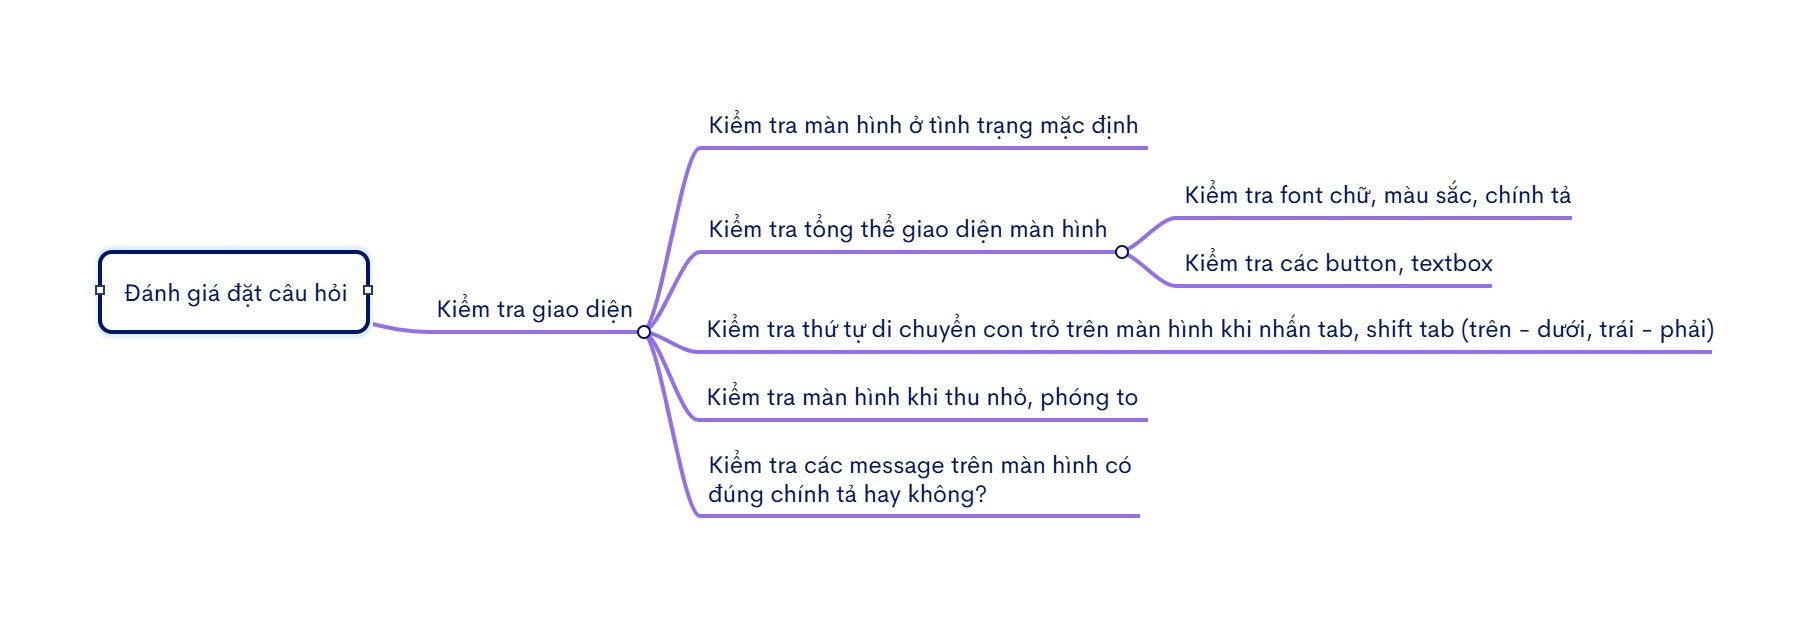 Đánh giá đặt câu hỏi
Kiểm tra giao diện
Kiểm tra màn hình ở tình trạng mặc định
Kiểm tra tổng thể giao diện màn hình
Kiểm tra font chữ, màu sắc, chính tả
Kiểm tra các button, textbox
Kiểm tra thứ tự di chuyển con trỏ trên màn hình khi nhấn tab, shift tab (trên - dưới, trái - phải)
Kiểm tra màn hình khi thu nhỏ, phóng to
Kiểm tra các message trên màn hình có
đúng chính tả hay không?